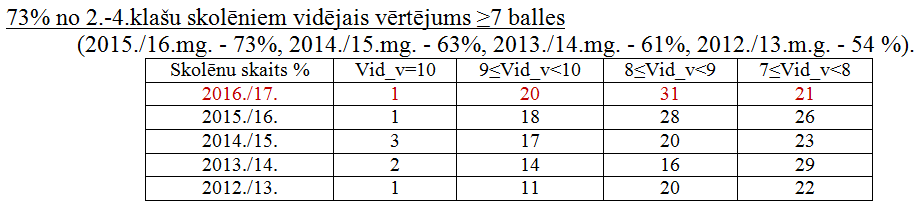 73% no 2.-4.klašu skolēniem vidējais vērtējums ≥7 balles
(2015./16.mg. - 73%, 2014./15.mg. - 63%, 2013./14.mg. - 61%, 2012./13.m.g. - 54 %).
Skolēnu skaits % Vid_v=10 9≤Vid_v<10 8≤Vid_v<9 7≤Vid_v<8
2016./17. 1 20 31 21
2015./16. 1 18 28 26
2014./15. 3 17 20 23
2013./14. 2 14 16 29
2012./13. 1 11 20 22